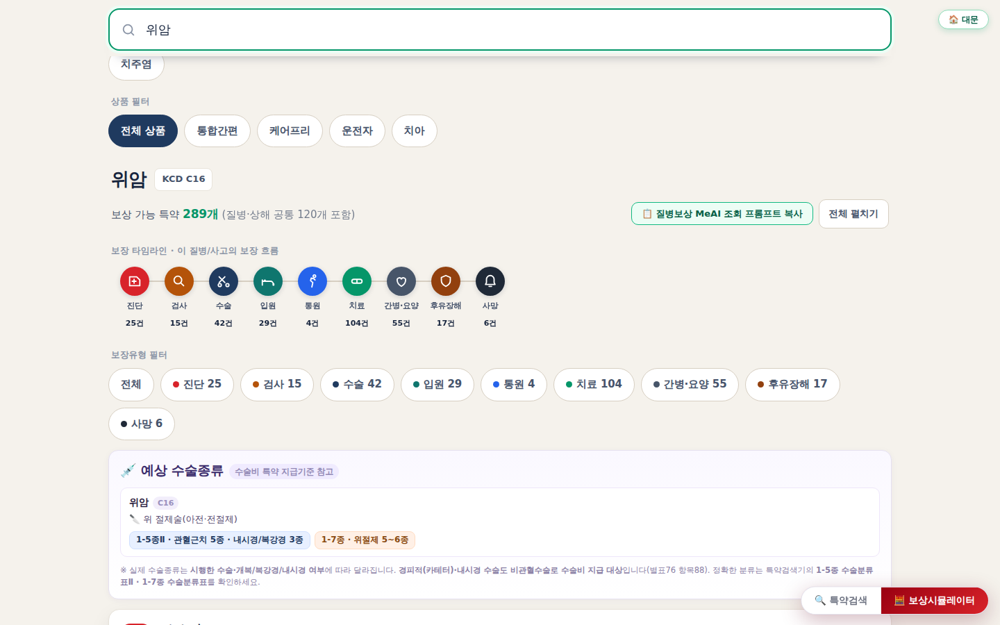 위암
🏠 대문
치주염
상품 필터
전체 상품 통합간편 케어프리 운전자 치아
위암 KCD C16
보상 가능 특약 289개 (질병·상해 공통 120개 포함)
📋 질병보상 MeAI 조회 프롬프트 복사 전체 펼치기
보장 타임라인 · 이 질병/사고의 보장 흐름
진단 검사 수술 입원 통원 치료 간병·요양 후유장해 사망
25건 15건 42건 29건 4건 104건 55건 17건 6건
보장유형 필터
전체 진단 25 검사 15 수술 42 입원 29 통원 4 치료 104 간병·요양 55 후유장해 17
사망 6
💉 예상 수술종류 수술비 특약 지급기준 참고
위암 C16
🔪 위 절제술(아전·전절제)
1-5종Ⅱ · 관혈근치 5종 · 내시경/복강경 3종 1-7종 · 위절제 5~6종
※ 실제 수술종류는 시행한 수술·개복/복강경/내시경 여부에 따라 달라집니다. 경피적(카테터)·내시경 수술도 비관혈수술로 수술비 지급 대상입니다(별표76 항목88). 정확한 분류는 특약검색기의 1-5종 수술분류
표Ⅱ · 1-7종 수술분류표를 확인하세요.
🔍 특약검색 🧮 보상시뮬레이터